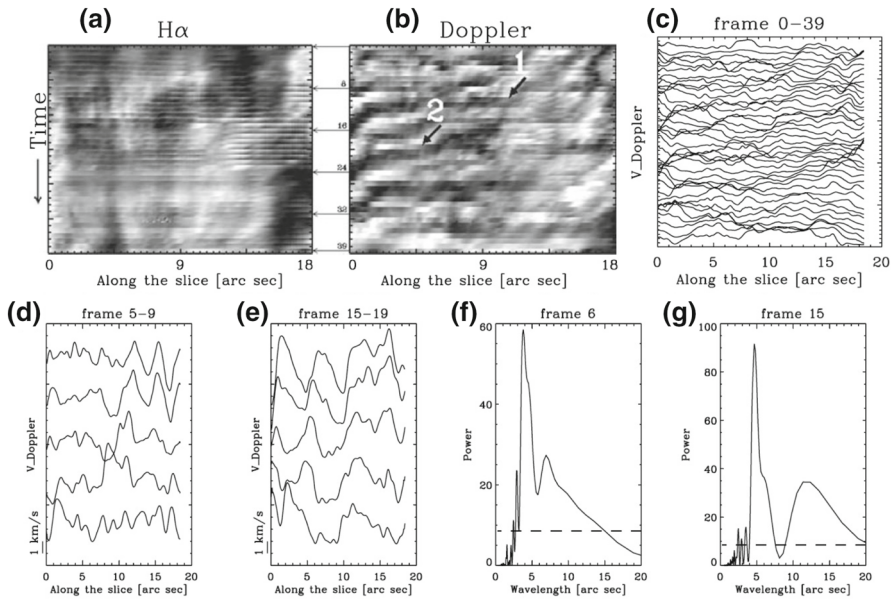 (a)
Hα
Time
0
9
18
Along the slice [arc sec]
8
16
24
32
39
(b)
Doppler
1
2
0
9
18
Along the slice [arc sec]
(c)
frame 0−39
V_Doppler
0
5
10
15
20
Along the slice [arc sec]
(d)
frame 5−9
V_Doppler
1 km/s
0
5
10
15
20
Along the slice [arc sec]
(e)
frame 15−19
V_Doppler
1 km/s
0
5
10
15
20
Along the slice [arc sec]
(f)
frame 6
Power
60
40
20
0
0
5
10
15
20
Wavelength [arc sec]
(g)
frame 15
Power
100
80
60
40
20
0
0
5
10
15
20
Wavelength [arc sec]